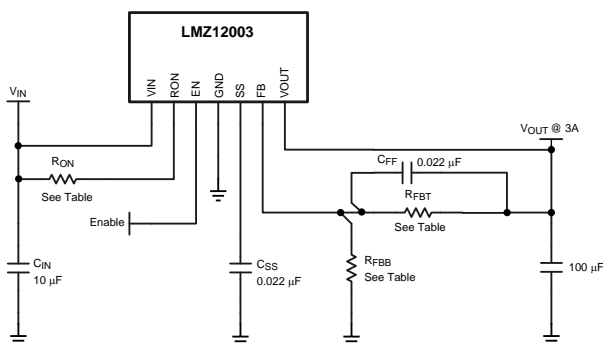 LMZ12003
VIN
RON
EN
GND
SS
FB
VOUT
VIN
VOUT @ 3A
RON
See Table
CFF
0.022 μF
RFBT
See Table
Enable
CIN
10 μF
CSS
0.022 μF
RFBB
See Table
100 μF